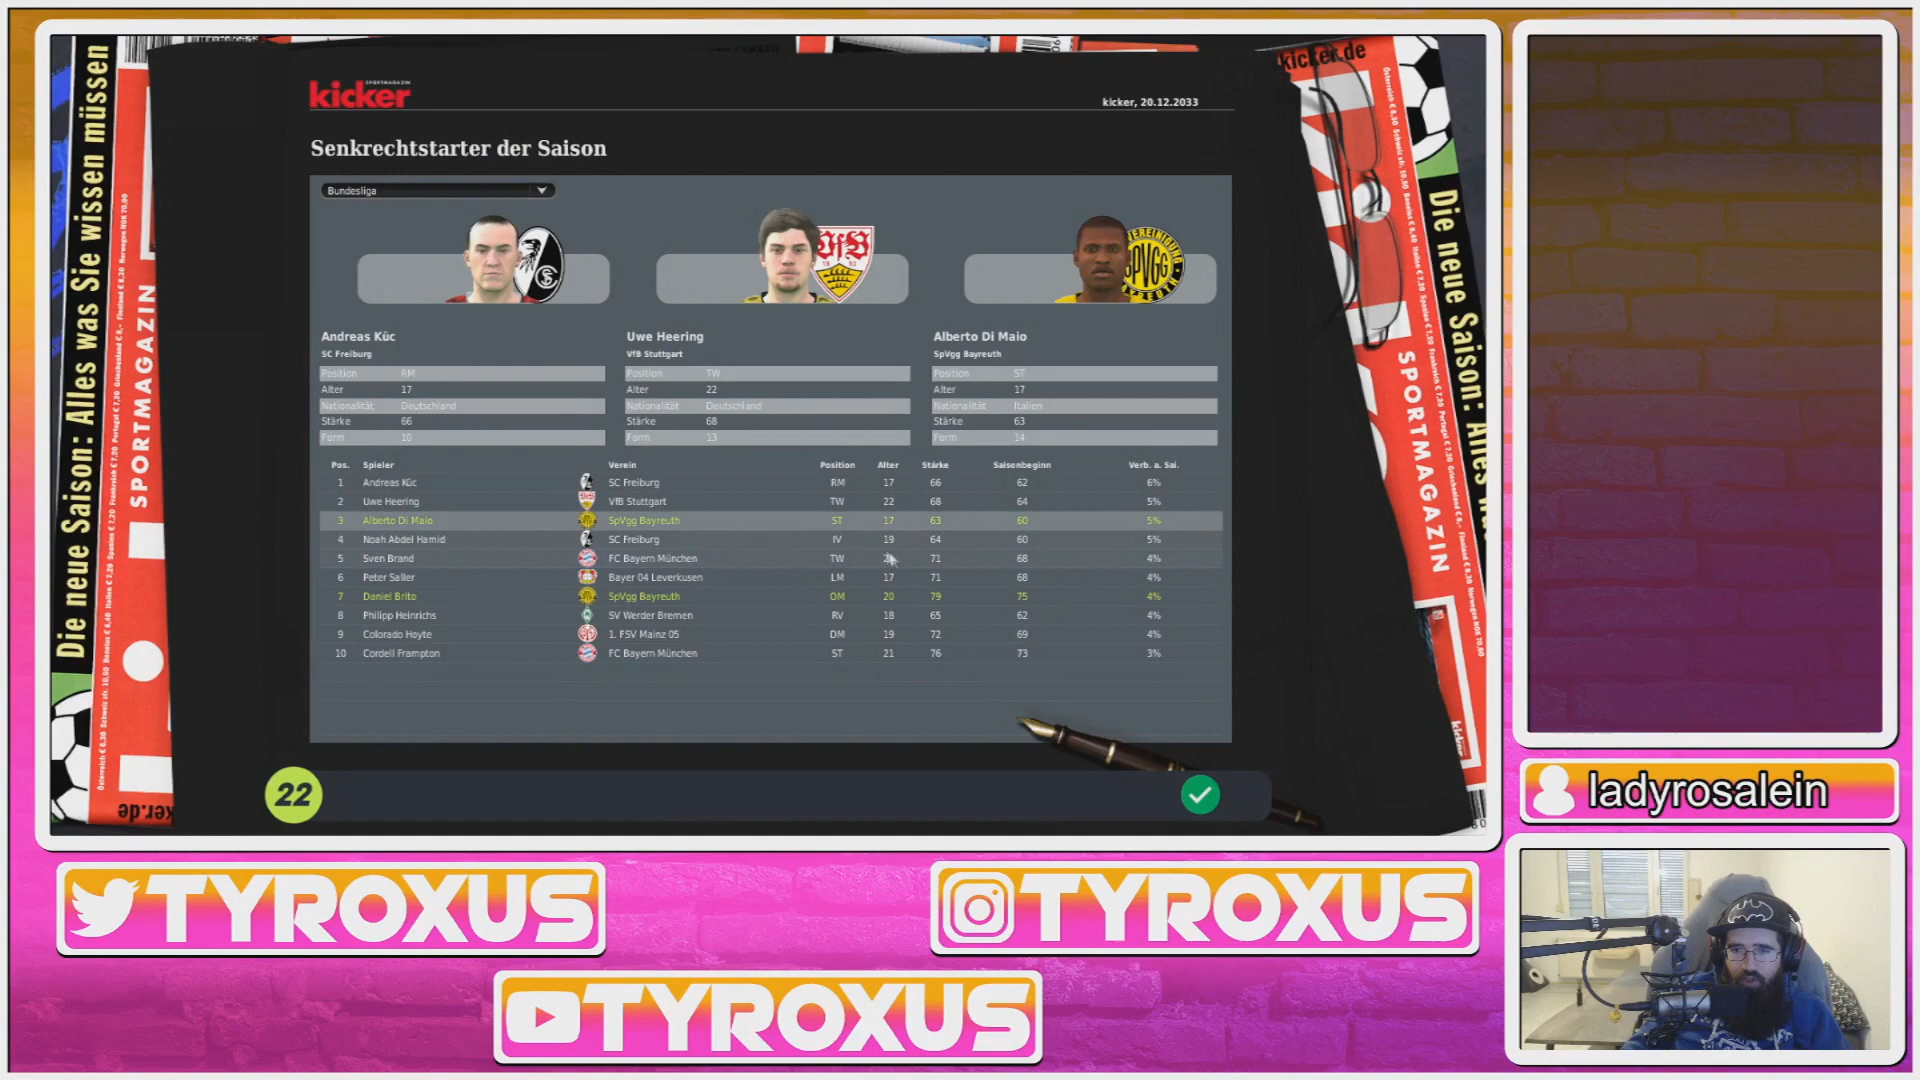 Die neue Saison: Alles was Sie wissen müssen
SPORTMAGAZIN
kicker.de
kicker
SPORTMAGAZIN
kicker, 20.12.2033
Senkrechtstarter der Saison
Bundesliga
Andreas Küc
SC Freiburg
Position RM
Alter 17
Nationalität Deutschland
Stärke 66
Form 10
Uwe Heering
VfB Stuttgart
Position TW
Alter 22
Nationalität Deutschland
Stärke 68
Form 13
Alberto Di Maio
SpVgg Bayreuth
Position ST
Alter 17
Nationalität Italien
Stärke 63
Form 14
Pos. Spieler Verein Position Alter Stärke Saisonbeginn Verb. a. Sai.
1 Andreas Küc SC Freiburg RM 17 66 62 6%
2 Uwe Heering VfB Stuttgart TW 22 68 64 5%
3 Alberto Di Maio SpVgg Bayreuth ST 17 63 60 5%
4 Noah Abdel Hamid SC Freiburg IV 19 64 60 5%
5 Sven Brand FC Bayern München TW 71 68 4%
6 Peter Saller Bayer 04 Leverkusen LM 17 71 68 4%
7 Daniel Brito SpVgg Bayreuth OM 20 79 75 4%
8 Philipp Heinrichs SV Werder Bremen RV 18 65 62 4%
9 Colorado Hoyte 1. FSV Mainz 05 DM 19 72 69 4%
10 Cordell Frampton FC Bayern München ST 21 76 73 3%
22
kicker.de
SPORTMAGAZIN
Die neue Saison: Alles was
kicker
ladyrosalein
TYROXUS
TYROXUS
TYROXUS